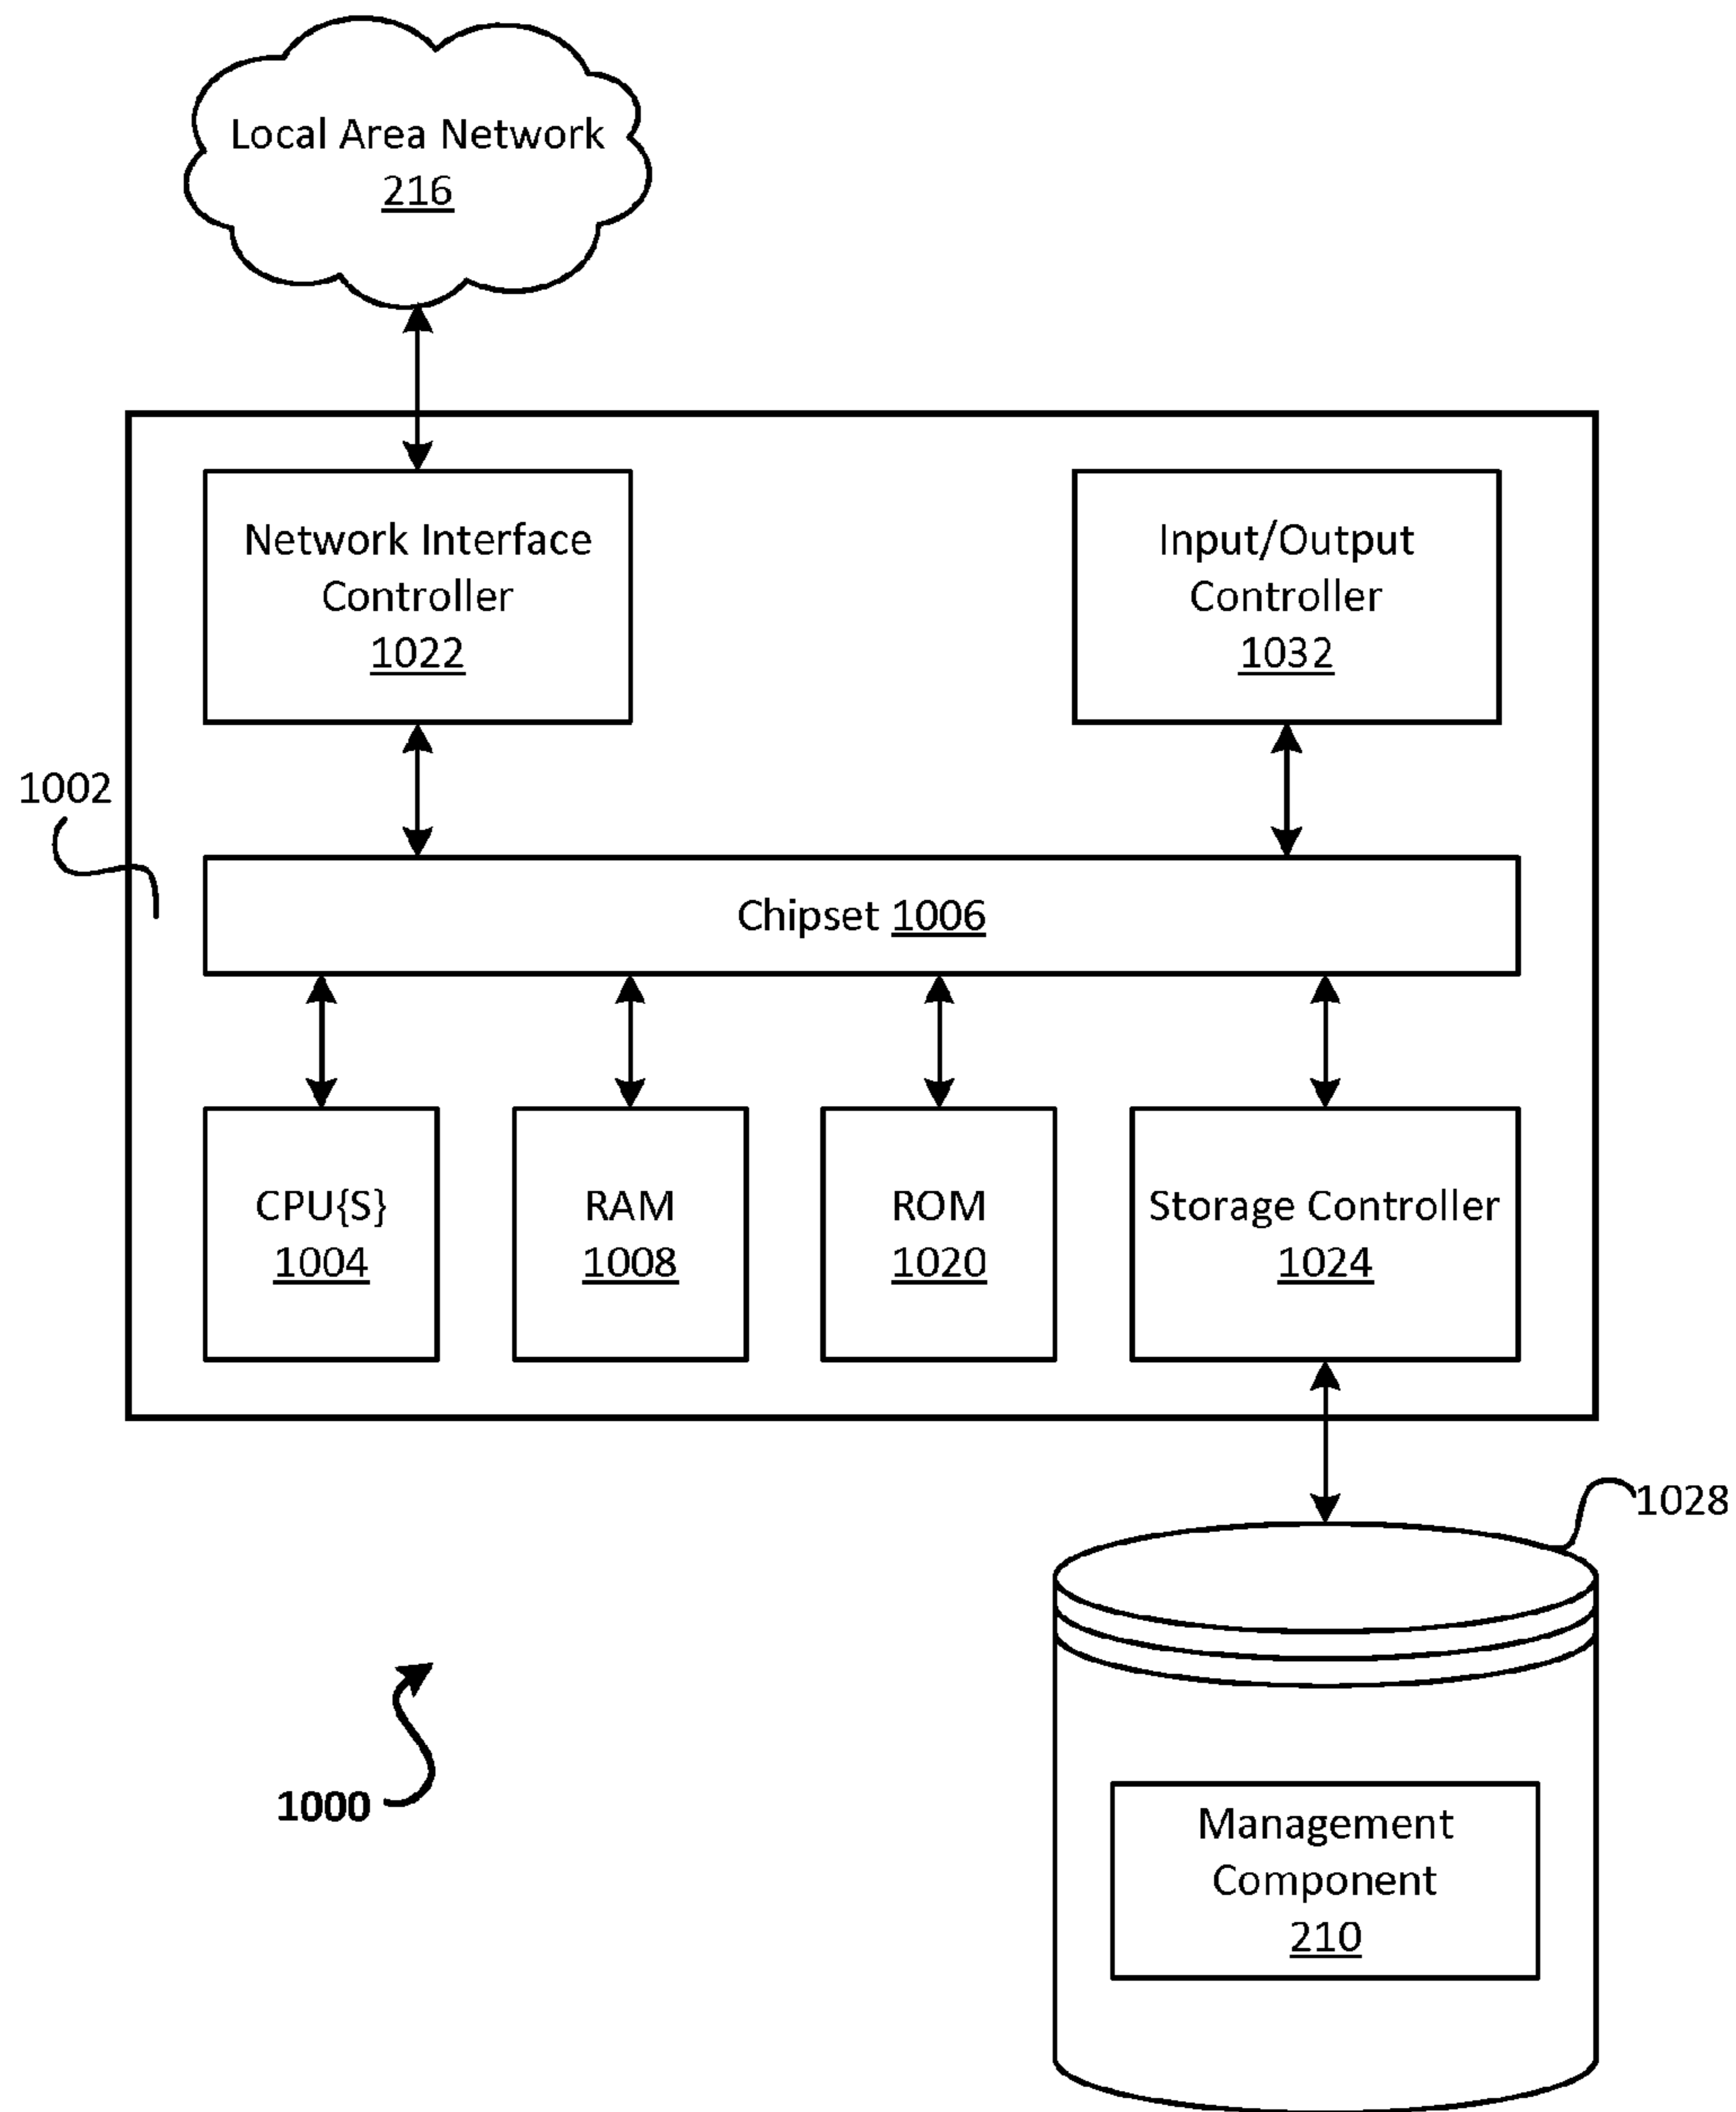 Local Area Network
216
Network Interface
Controller
1022
Input/Output
Controller
1032
1002
Chipset 1006
CPU{S}
1004
RAM
1008
ROM
1020
Storage Controller
1024
1028
1000
Management
Component
210